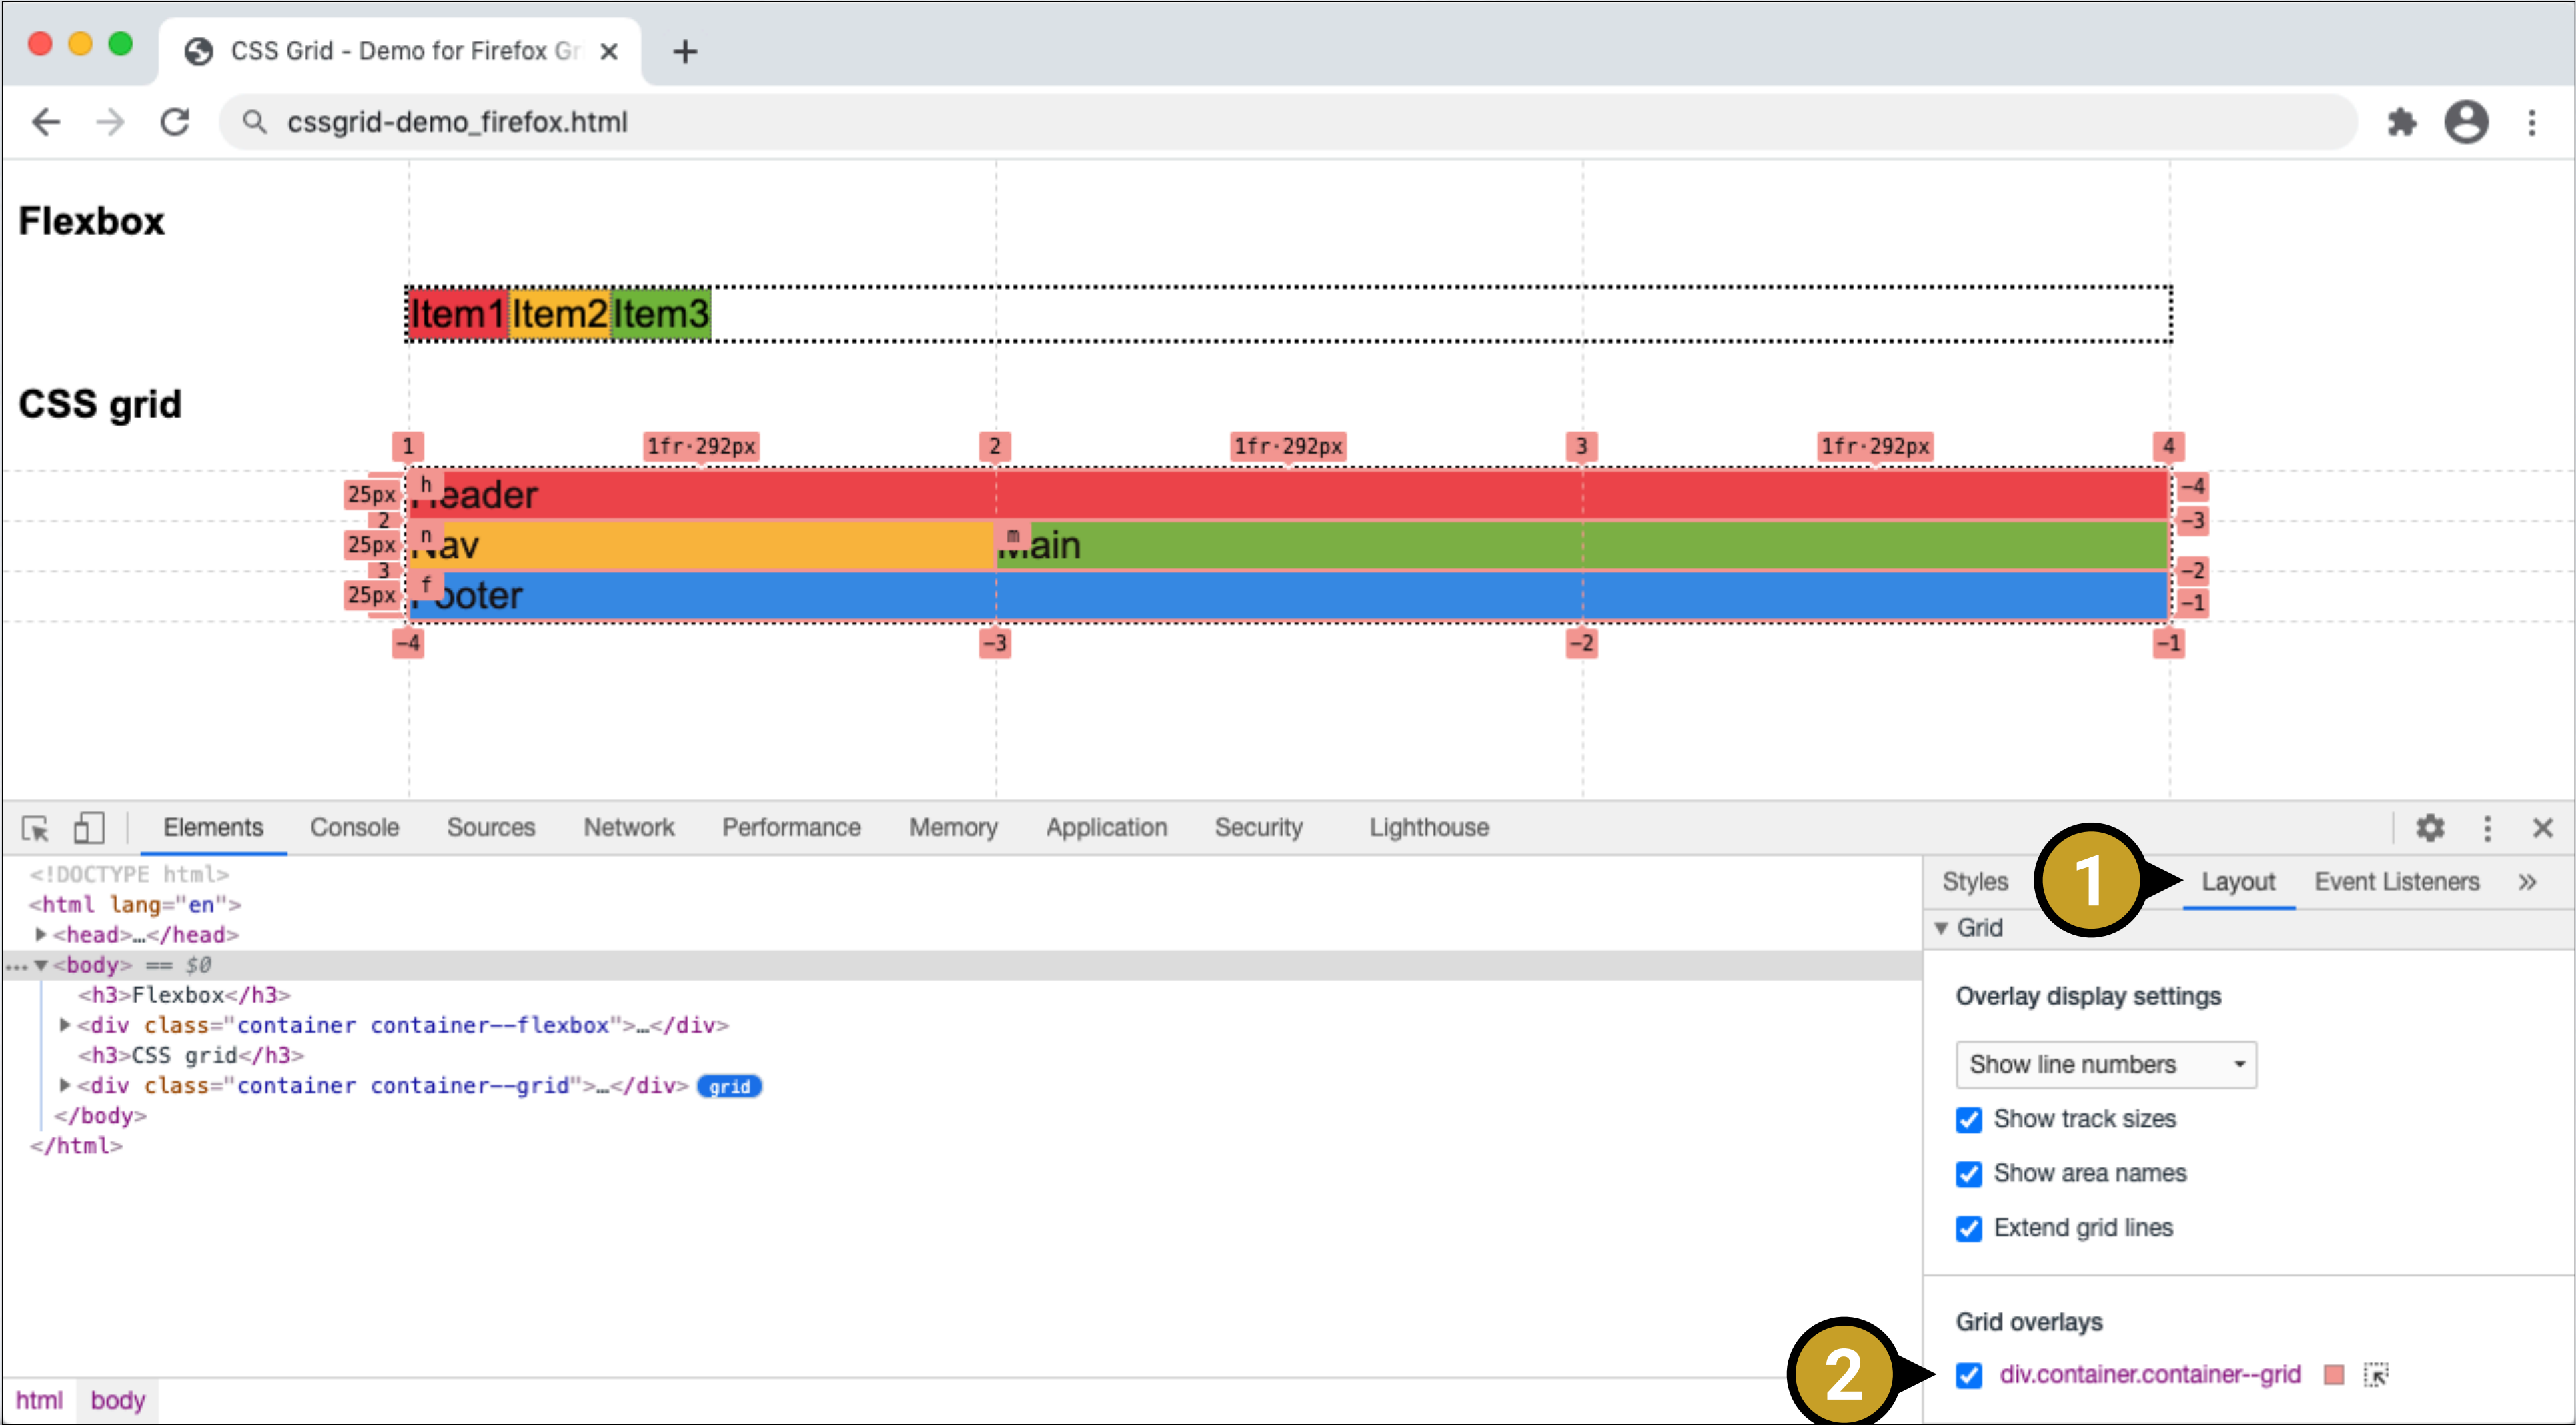 CSS Grid - Demo for Firefox Gr
cssgrid-demo_firefox.html
Flexbox
Item1 Item2 Item3
CSS grid
1 1fr·292px 2 1fr·292px 3 1fr·292px 4
25px h Header −4
2 −3
25px n Nav m Main
3 −2
25px f Footer −1
−4 −3 −2 −1
Elements Console Sources Network Performance Memory Application Security Lighthouse
<!DOCTYPE html>
<html lang="en">
<head>…</head>
<body> == $0
<h3>Flexbox</h3>
<div class="container container--flexbox">…</div>
<h3>CSS grid</h3>
<div class="container container--grid">…</div> grid
</body>
</html>
html body
Styles 1 Layout Event Listeners »
Grid
Overlay display settings
Show line numbers
Show track sizes
Show area names
Extend grid lines
Grid overlays
2 div.container.container--grid